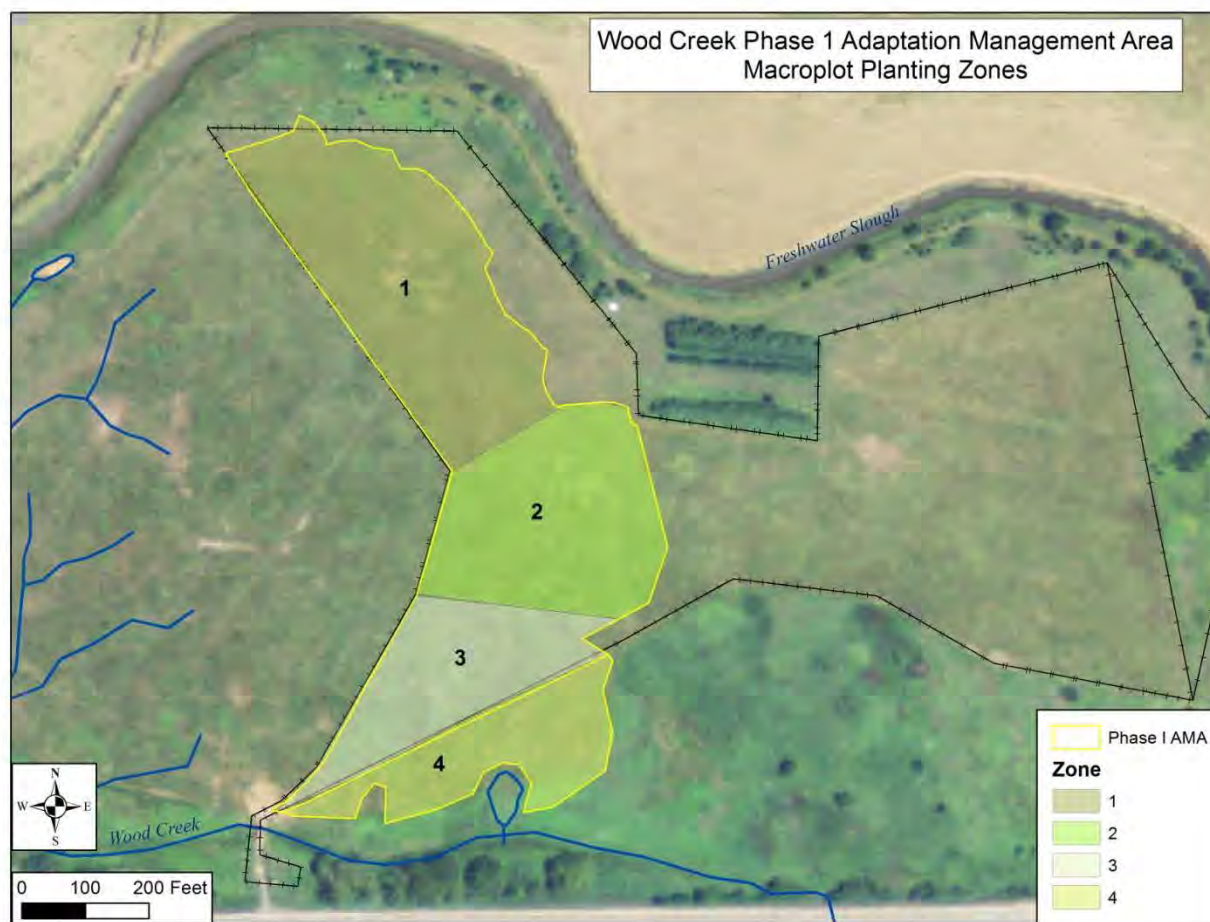 Wood Creek Phase 1 Adaptation Management Area
Macroplot Planting Zones
Freshwater Slough
1
2
3
4
Wood Creek
N
W E
S
0 100 200 Feet
Phase I AMA
Zone
1
2
3
4